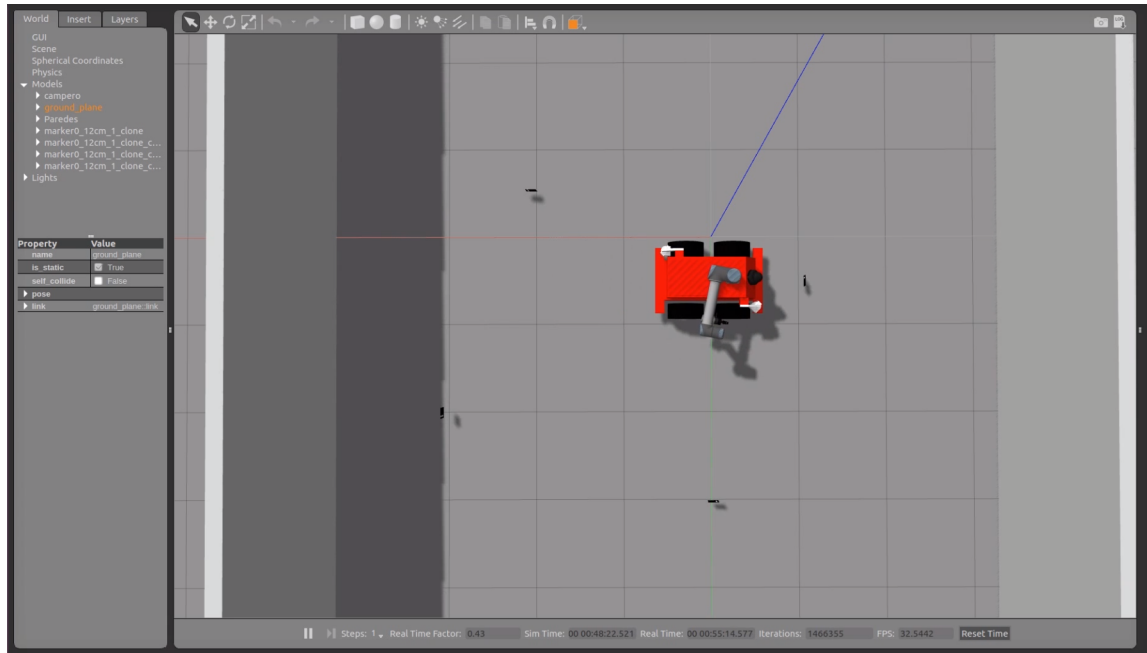 World Insert Layers
GUI
Scene
Spherical Coordinates
Physics
Models
campero
ground_plane
Paredes
marker0_12cm_1_clone
marker0_12cm_1_clone_c...
marker0_12cm_1_clone_c...
marker0_12cm_1_clone_c...
Lights
Property Value
name ground_plane
is_static True
self_collide False
pose
link ground_plane::link
Steps: 1 Real Time Factor: 0.43 Sim Time: 00 00:48:22.521 Real Time: 00 00:55:14.577 Iterations: 1466355 FPS: 32.5442 Reset Time